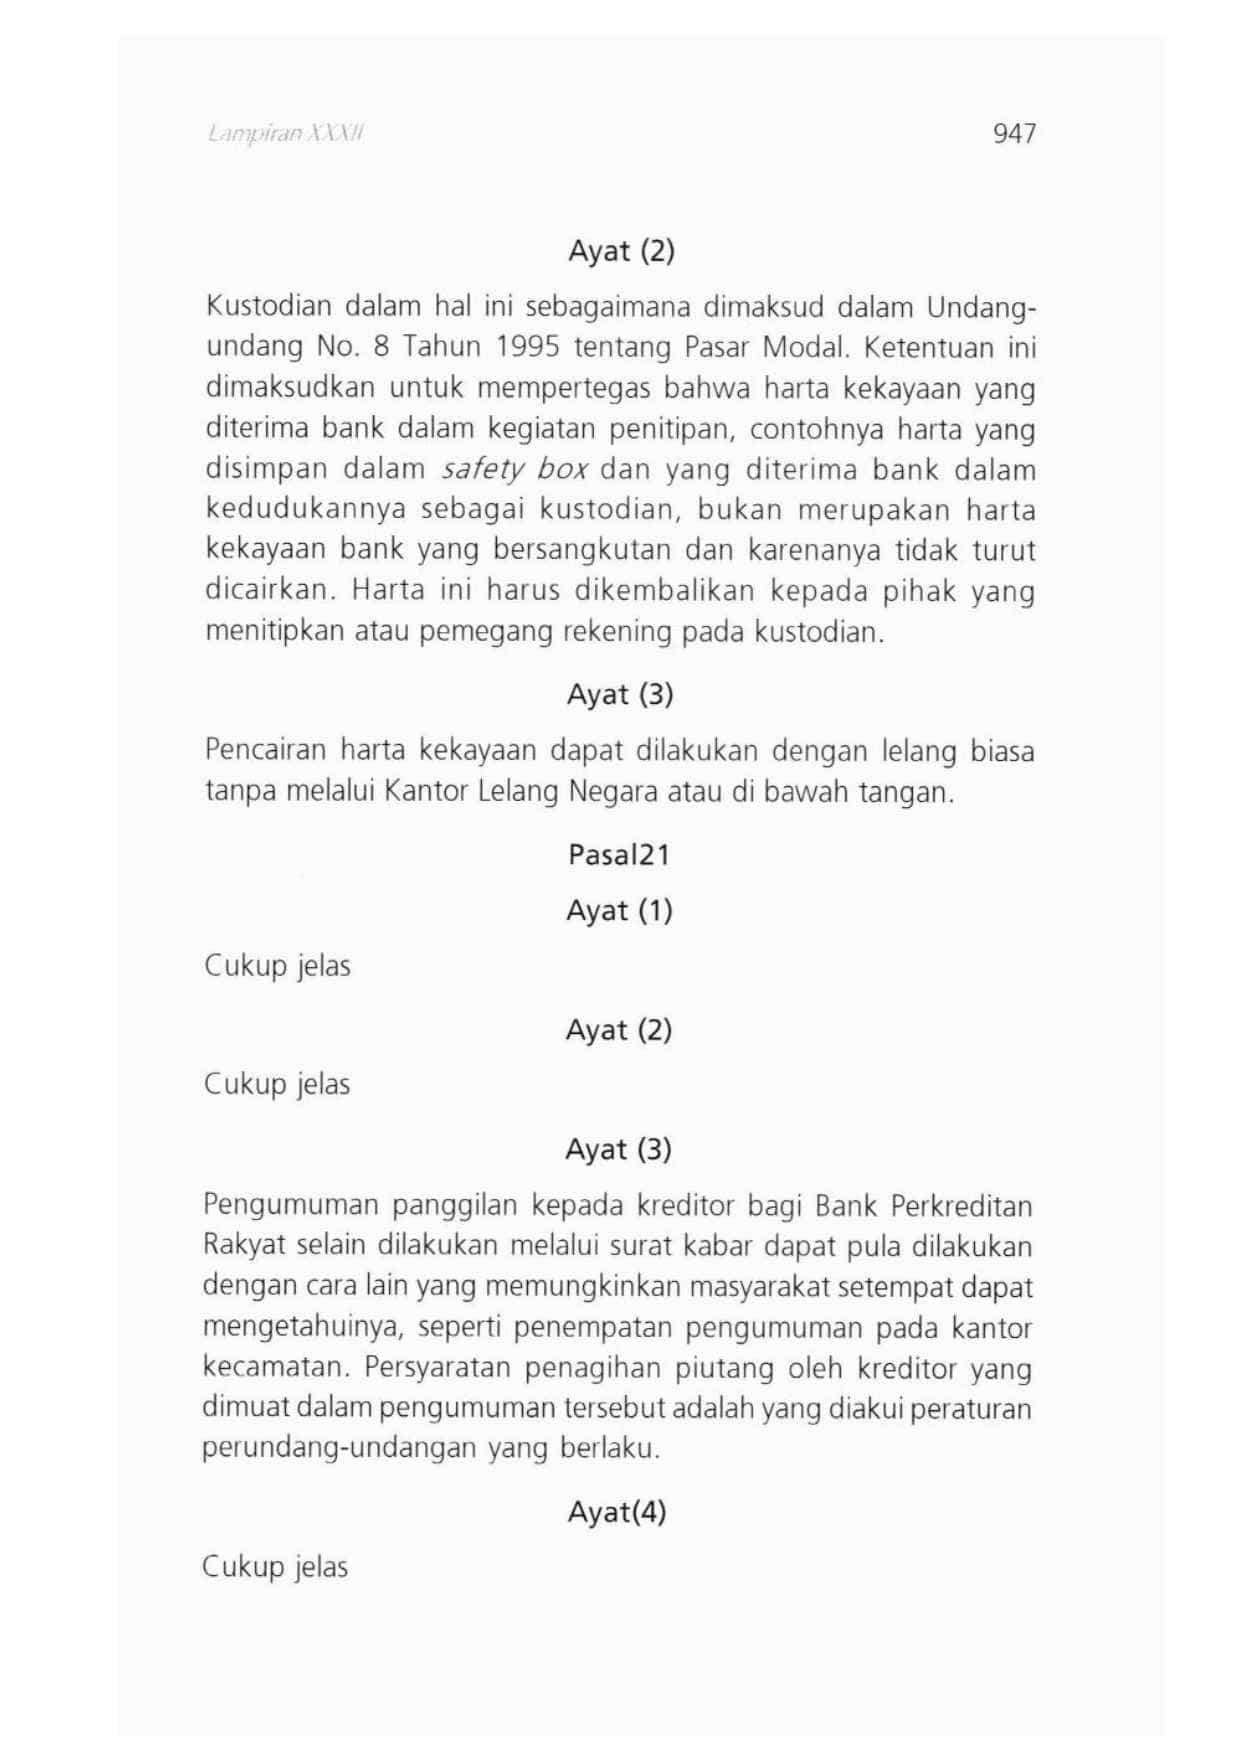 Lampiran XXXII
947
Ayat (2)
Kustodian dalam hal ini sebagaimana dimaksud dalam Undang-
undang No. 8 Tahun 1995 tentang Pasar Modal. Ketentuan ini
dimaksudkan untuk mempertegas bahwa harta kekayaan yang
diterima bank dalam kegiatan penitipan, contohnya harta yang
disimpan dalam safety box dan yang diterima bank dalam
kedudukannya sebagai kustodian, bukan merupakan harta
kekayaan bank yang bersangkutan dan karenanya tidak turut
dicairkan. Harta ini harus dikembalikan kepada pihak yang
menitipkan atau pemegang rekening pada kustodian.
Ayat (3)
Pencairan harta kekayaan dapat dilakukan dengan lelang biasa
tanpa melalui Kantor Lelang Negara atau di bawah tangan.
Pasal21
Ayat (1)
Cukup jelas
Ayat (2)
Cukup jelas
Ayat (3)
Pengumuman panggilan kepada kreditor bagi Bank Perkreditan
Rakyat selain dilakukan melalui surat kabar dapat pula dilakukan
dengan cara lain yang memungkinkan masyarakat setempat dapat
mengetahuinya, seperti penempatan pengumuman pada kantor
kecamatan. Persyaratan penagihan piutang oleh kreditor yang
dimuat dalam pengumuman tersebut adalah yang diakui peraturan
perundang-undangan yang berlaku.
Ayat(4)
Cukup jelas